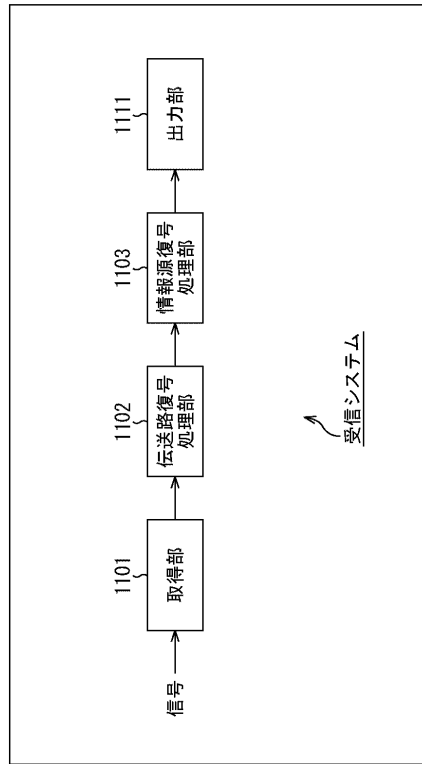 信号
1101
取得部
1102
伝送路復号
処理部
1103
情報源復号
処理部
1111
出力部
受信システム